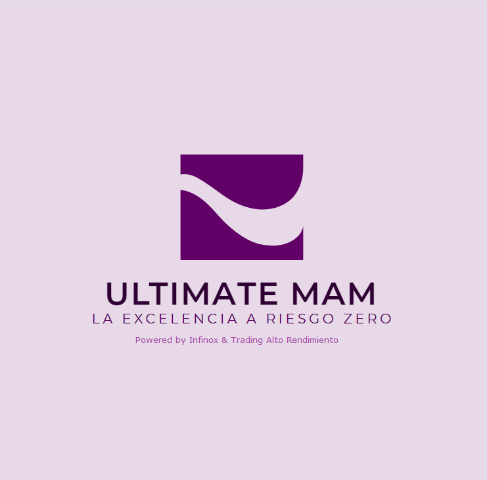 ULTIMATE MAM
LA EXCELENCIA A RIESGO ZERO
Powered by Infinox & Trading Alto Rendimiento